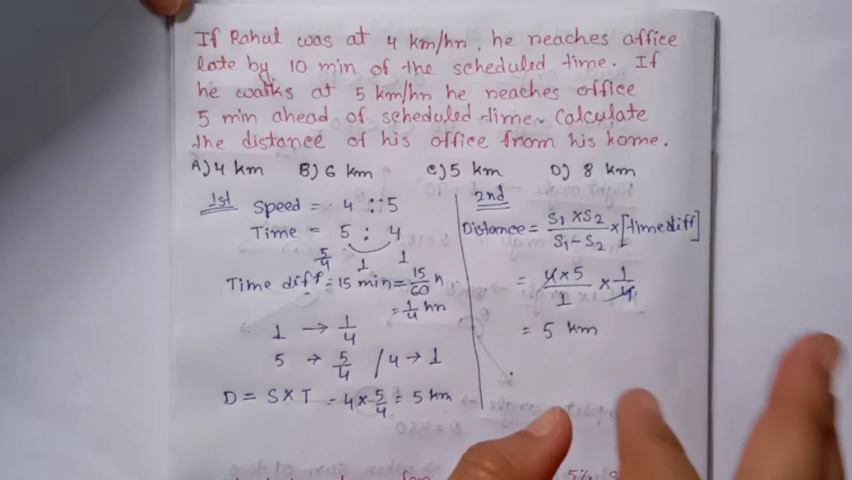 If Rahul was at 4 km/hr, he reaches office
late by 10 min of the scheduled time. If
he walks at 5 km/hr he reaches office
5 min ahead of scheduled time. Calculate
the distance of his office from his home.
A) 4 km B) 6 km C) 5 km D) 8 km
1st
Speed = 4 :: 5
Time = 5 : 4
5/4 1 1
Time diff = 15 min = 15/60 h
= 1/4 hr
1 → 1/4
5 → 5/4 / 4 → 1
D = S X T = 4 x 5/4 = 5 km
2nd
Distance = S1 x S2 / S1 - S2 x [time diff]
= 4 x 5 / 1 x 1/4
= 5 km